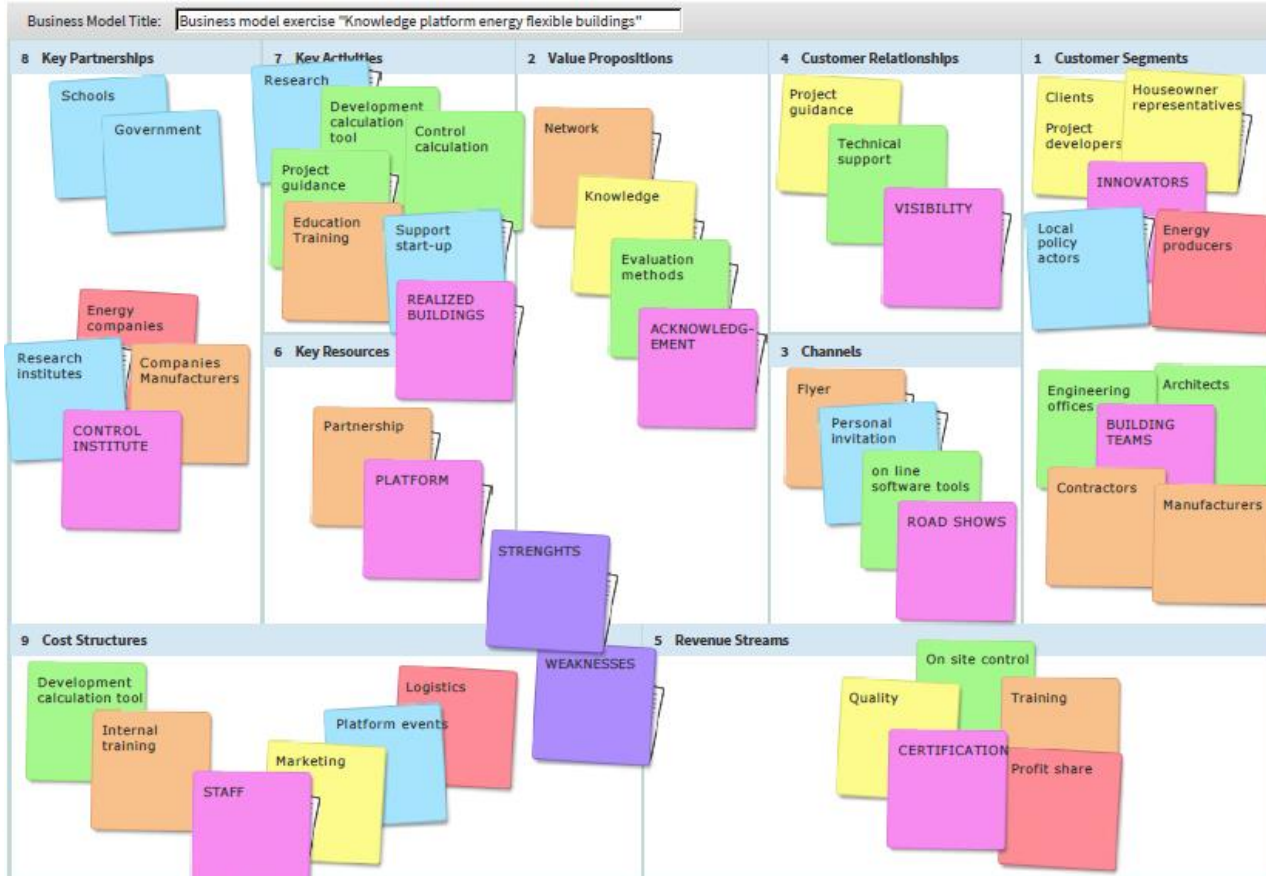 Business Model Title: Business model exercise "Knowledge platform energy flexible buildings"
8 Key Partnerships
Schools
Government
Energy
companies
Research
institutes
Companies
Manufacturers
CONTROL
INSTITUTE
7 Key Activities
Research
Development
calculation
tool
Control
calculation
Project
guidance
Education
Training
Support
start-up
REALIZED
BUILDINGS
6 Key Resources
Partnership
PLATFORM
2 Value Propositions
Network
Knowledge
Evaluation
methods
ACKNOWLEDG-
EMENT
STRENGHTS
WEAKNESSES
4 Customer Relationships
Project
guidance
Technical
support
VISIBILITY
3 Channels
Flyer
Personal
invitation
on line
software tools
ROAD SHOWS
1 Customer Segments
Clients
Project
developers
Houseowner
representatives
INNOVATORS
Local
policy
actors
Energy
producers
Engineering
offices
Architects
BUILDING
TEAMS
Contractors
Manufacturers
9 Cost Structures
Development
calculation tool
Internal
training
STAFF
Marketing
Platform events
Logistics
5 Revenue Streams
On site control
Quality
Training
CERTIFICATION
Profit share